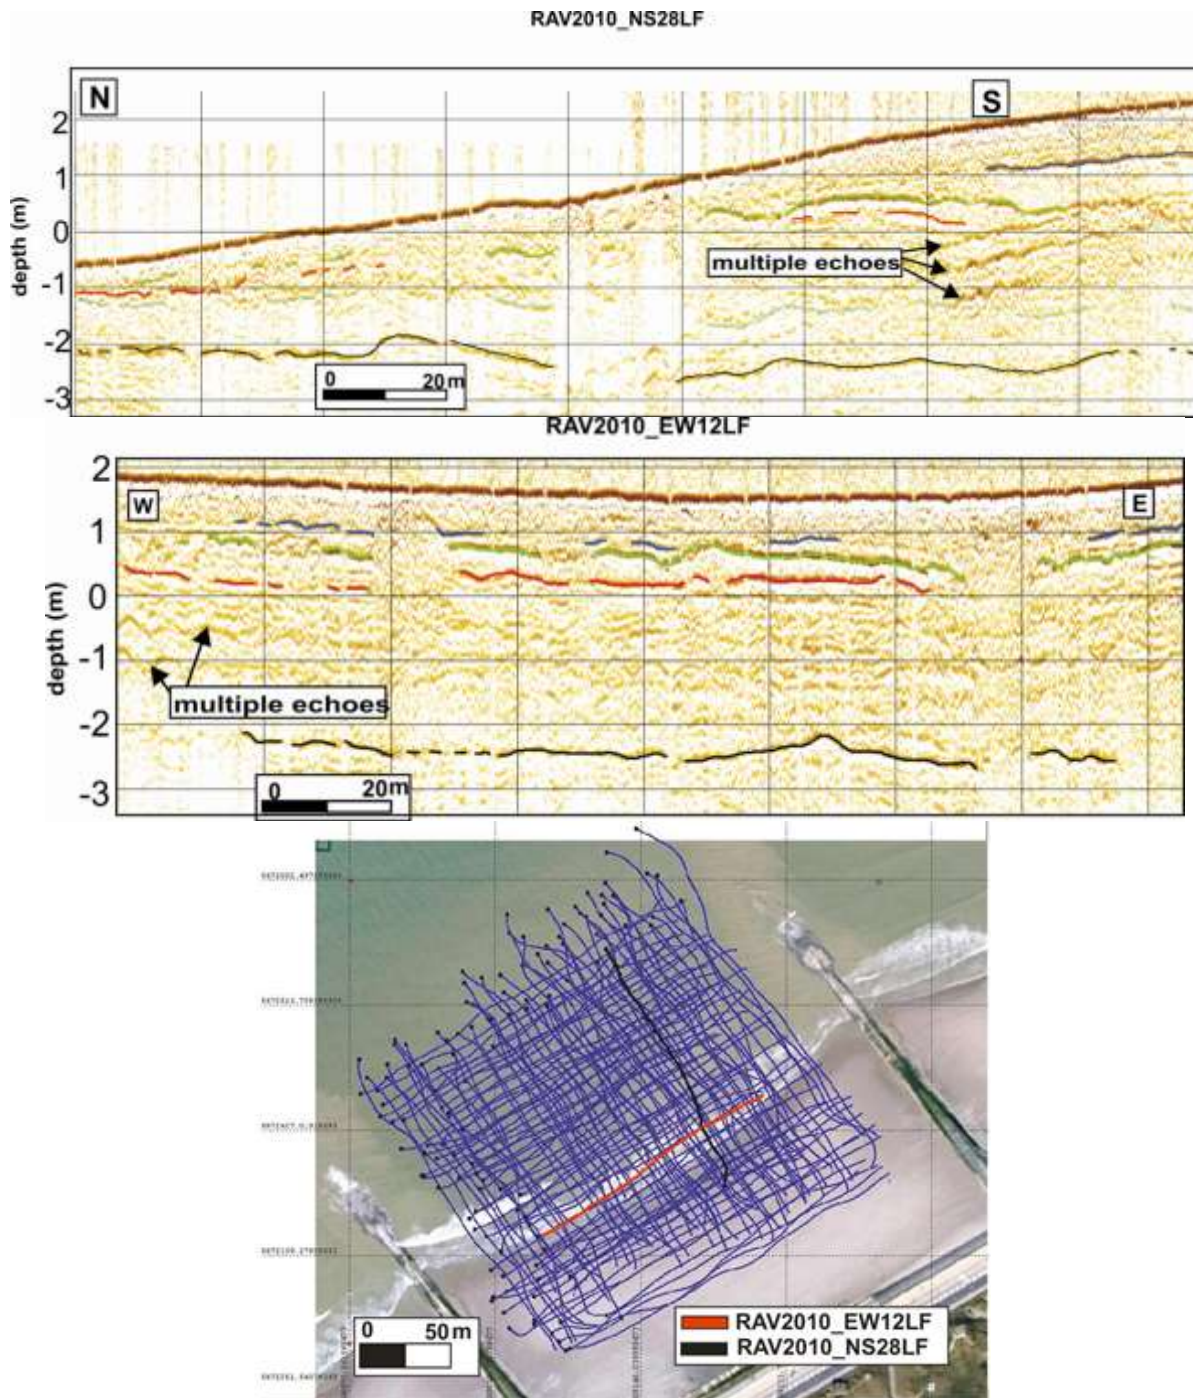 RAV2010_NS28LF
N
S
2
1
0
-1
-2
-3
depth (m)
multiple echoes
0 20 m
RAV2010_EW12LF
W
E
2
1
0
-1
-2
-3
depth (m)
multiple echoes
0 20m
0 50 m
RAV2010_EW12LF
RAV2010_NS28LF